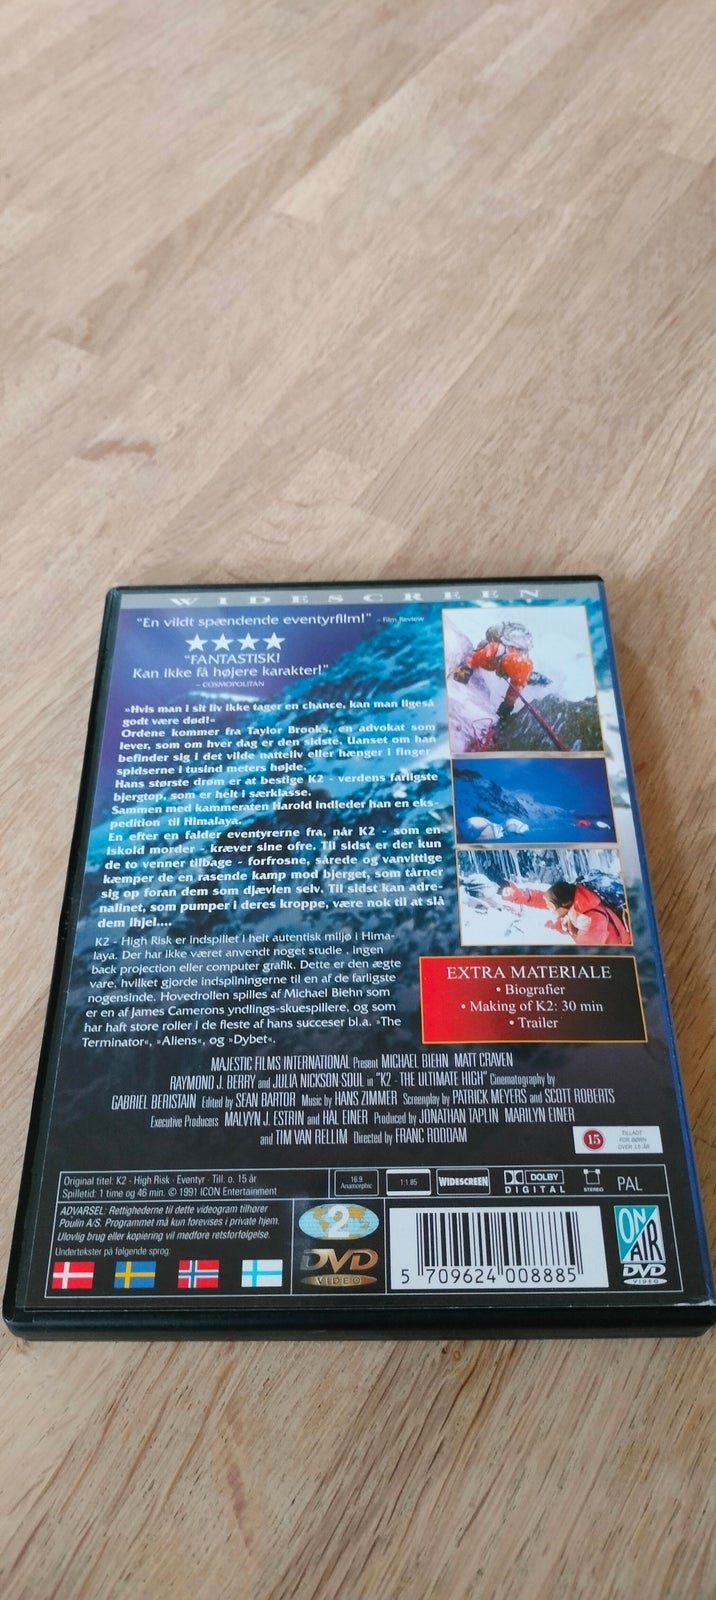 WIDESCREEN
"En vildt spændende eventyrfilm!" - Film Review
★★★★
"FANTASTISK!
Kan ikke få højere karakter!"
- COSMOPOLITAN
»Hvis man i sit liv ikke tager en chance, kan man ligeså
godt være død!«
Ordene kommer fra Taylor Brooks, en advokat som
lever, som om hver dag er den sidste. Uanset om han
befinder sig i det vilde natteliv eller hænger i finger-
spidserne i tusind meters højde.
Hans største drøm er at bestige K2 - verdens farligste
bjergtop, som er helt i særklasse.
Sammen med kammeraten Harold indleder han en eks-
pedition til Himalaya.
En efter en falder eventyrerne fra, når K2 - som en
iskold morder - kræver sine ofre. Til sidst er der kun
de to venner tilbage - forfrosne, sårede og vanvittige
kæmper de en rasende kamp mod bjerget, som tårner
sig op foran dem som djævlen selv. Til sidst kan adre-
nalinet, som pumper i deres kroppe, være nok til at slå
dem ihjel....
K2 - High Risk er indspillet i helt autentisk miljø i Hima-
laya. Der har ikke været anvendt noget studie , ingen
back projection eller computer grafik. Dette er den ægte
vare, hvilket gjorde indspilningerne til en af de farligste
nogensinde. Hovedrollen spilles af Michael Biehn som
er en af James Camerons yndlings-skuespillere, og som
har haft store roller i de fleste af hans succeser bl.a. »The
Terminator«, »Aliens«, og »Dybet«.
EXTRA MATERIALE
• Biografier
• Making of K2: 30 min
• Trailer
MAJESTIC FILMS INTERNATIONAL Present MICHAEL BIEHN MATT CRAVEN
RAYMOND J. BERRY and JULIA NICKSON-SOUL in "K2 - THE ULTIMATE HIGH" Cinematography by
GABRIEL BERISTAIN Edited by SEAN BARTOR Music by HANS ZIMMER Screenplay by PATRICK MEYERS and SCOTT ROBERTS
Executive Producers MALVYN J. ESTRIN and HAL EINER Produced by JONATHAN TAPLIN MARILYN EINER
and TIM VAN RELLIM Directed by FRANC RODDAM
15
TILLADT
FOR BØRN
OVER 15 ÅR
Original titel: K2 - High Risk · Eventyr · Till. o. 15 år
Spilletid: 1 time og 46 min. © 1991 ICON Entertainment
16:9
Anamorphic
1:1.85
WIDESCREEN
DOLBY
DIGITAL
STEREO
PAL
ADVARSEL: Rettighederne til dette videogram tilhører
Poulin A/S. Programmet må kun forevises i privat hjem.
Ulovlig brug eller kopiering vil medføre retsforfølgelse.
Undertekster på følgende sprog:
2
DVD
VIDEO
5 709624 008885
ON
AIR
DVD
VIDEO